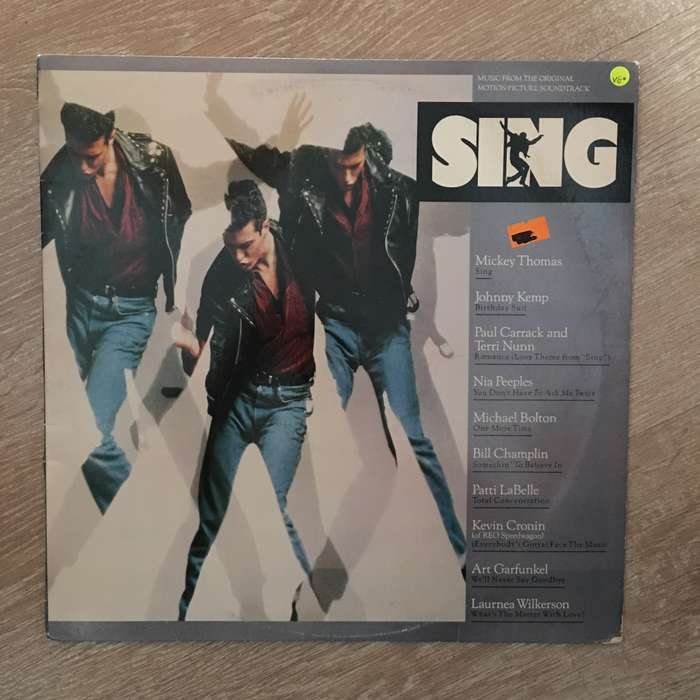 MUSIC FROM THE ORIGINAL
MOTION PICTURE SOUNDTRACK
VG+
SING
Mickey Thomas
Sing
Johnny Kemp
Birthday Suit
Paul Carrack and
Terri Nunn
Romance (Love Theme from "Sing")
Nia Peeples
You Don't Have To Ask Me Twice
Michael Bolton
One More Time
Bill Champlin
Somethin' To Believe In
Patti LaBelle
Total Concentration
Kevin Cronin
(of REO Speedwagon)
(Everybody's Gotta) Face The Music
Art Garfunkel
We'll Never Say Goodbye
Laurnea Wilkerson
What's The Matter With Love?